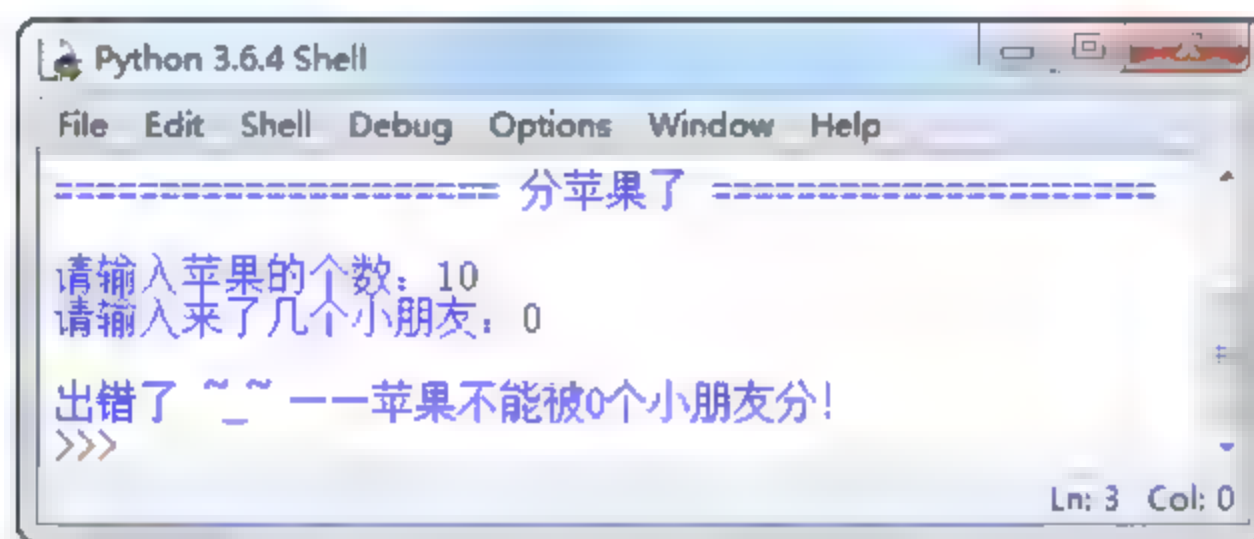 Python 3.6.4 Shell
File Edit Shell Debug Options Window Help
===================== 分苹果了 =====================
请输入苹果的个数：10
请输入来了几个小朋友：0
出错了 ~_~ ——苹果不能被0个小朋友分！
>>>
Ln: 3 Col: 0